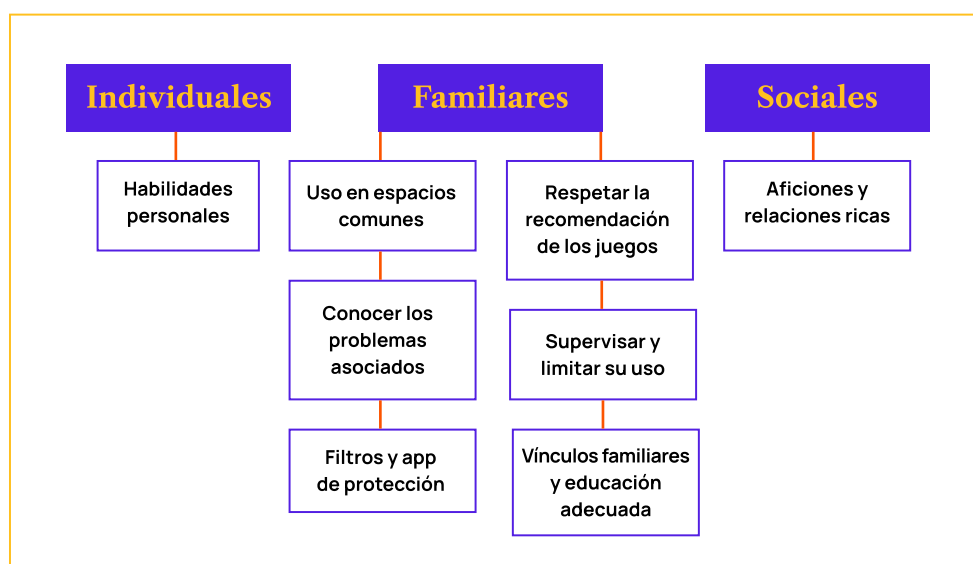 Individuales
Habilidades
personales
Familiares
Uso en espacios
comunes
Conocer los
problemas
asociados
Filtros y app
de protección
Respetar la
recomendación
de los juegos
Supervisar y
limitar su uso
Vínculos familiares
y educación
adecuada
Sociales
Aficiones y
relaciones ricas